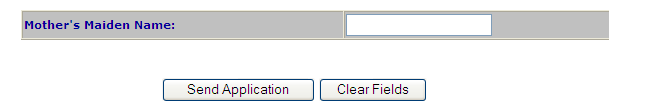 Mother's Maiden Name:
Send Application Clear Fields